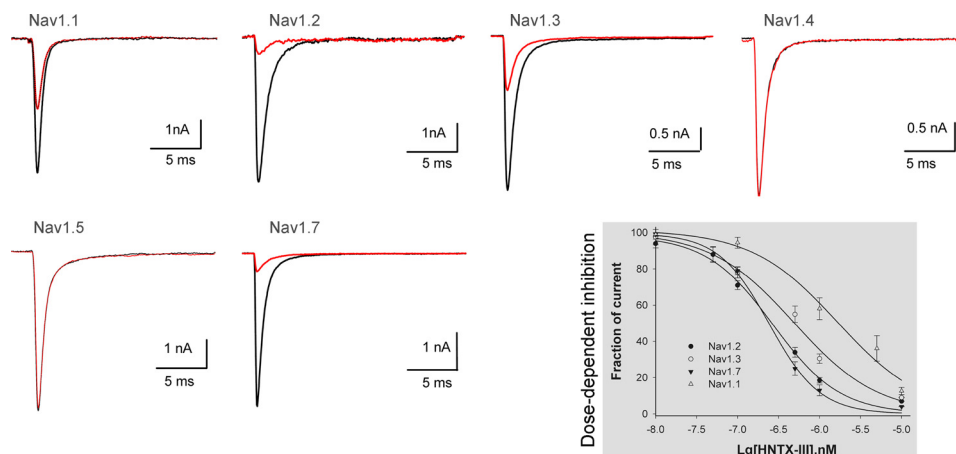 Nav1.1
Nav1.2
Nav1.3
Nav1.4
1nA
5 ms
1nA
5 ms
0.5 nA
5 ms
0.5 nA
5 ms
Nav1.5
Nav1.7
1 nA
5 ms
1 nA
5 ms
Dose-dependent inhibition
Fraction of current
100
80
60
40
20
0
Nav1.2
Nav1.3
Nav1.7
Nav1.1
-8.0 -7.5 -7.0 -6.5 -6.0 -5.5 -5.0
Lg[HNTX-III].nM